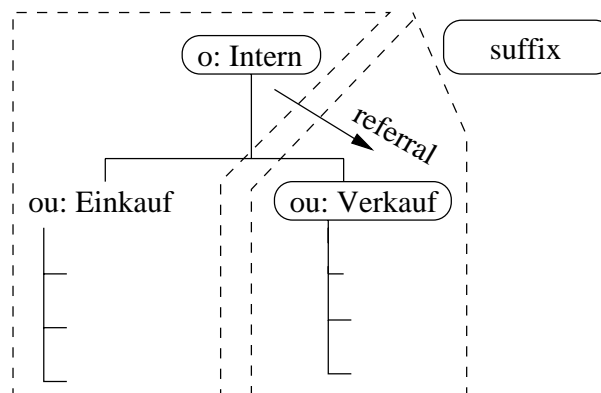 o: Intern
suffix
referral
ou: Einkauf
ou: Verkauf